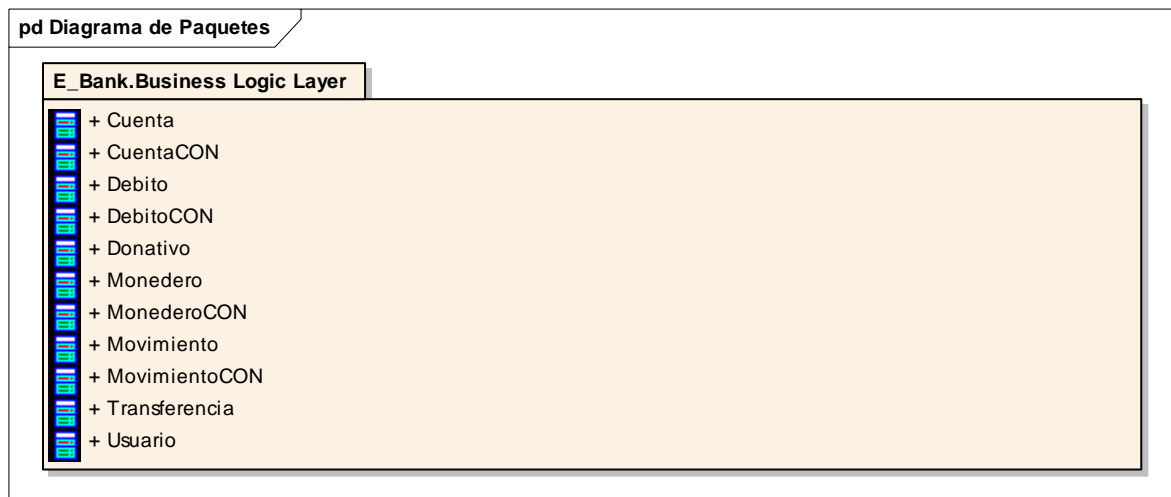 pd Diagrama de Paquetes
E_Bank.Business Logic Layer
+ Cuenta
+ CuentaCON
+ Debito
+ DebitoCON
+ Donativo
+ Monedero
+ MonederoCON
+ Movimiento
+ MovimientoCON
+ Transferencia
+ Usuario